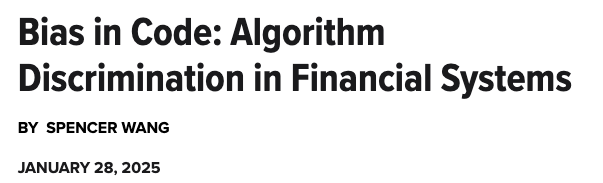 Bias in Code: Algorithm
Discrimination in Financial Systems
BY SPENCER WANG
JANUARY 28, 2025